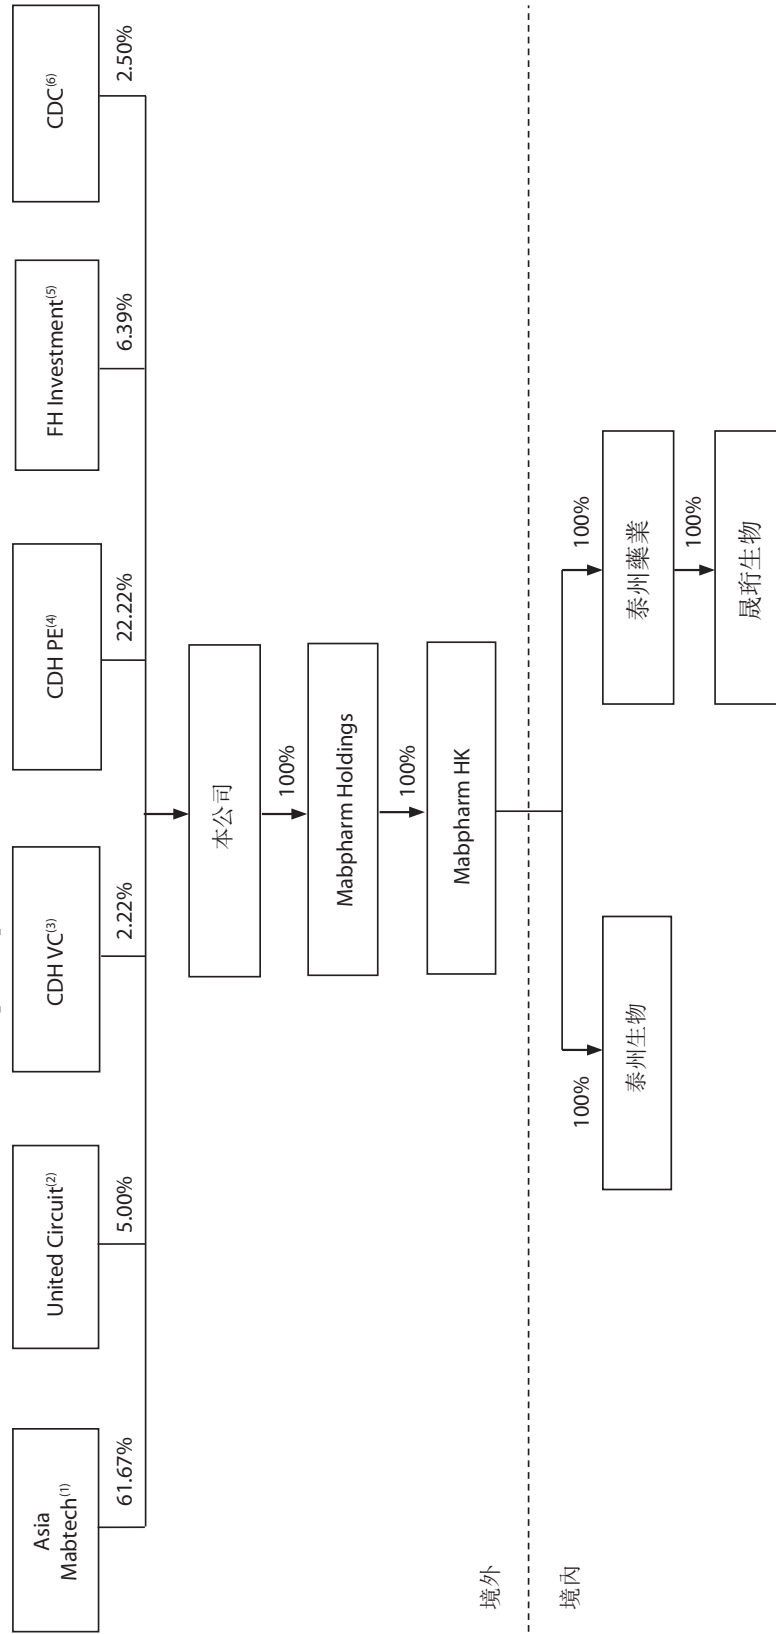 Asia
Mabtech(1)
United Circuit(2)
CDH VC(3)
CDH PE(4)
FH Investment(5)
CDC(6)
61.67%
5.00%
2.22%
22.22%
6.39%
2.50%
本公司
100%
Mabpharm Holdings
100%
Mabpharm HK
境外
境內
100%
100%
泰州生物
泰州藥業
100%
晟珩生物